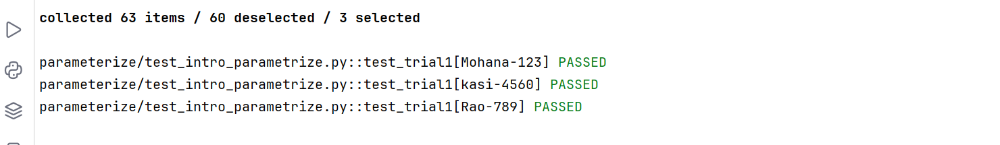 collected 63 items / 60 deselected / 3 selected
parameterize/test_intro_parametrize.py::test_trial1[Mohana-123] PASSED
parameterize/test_intro_parametrize.py::test_trial1[kasi-4560] PASSED
parameterize/test_intro_parametrize.py::test_trial1[Rao-789] PASSED